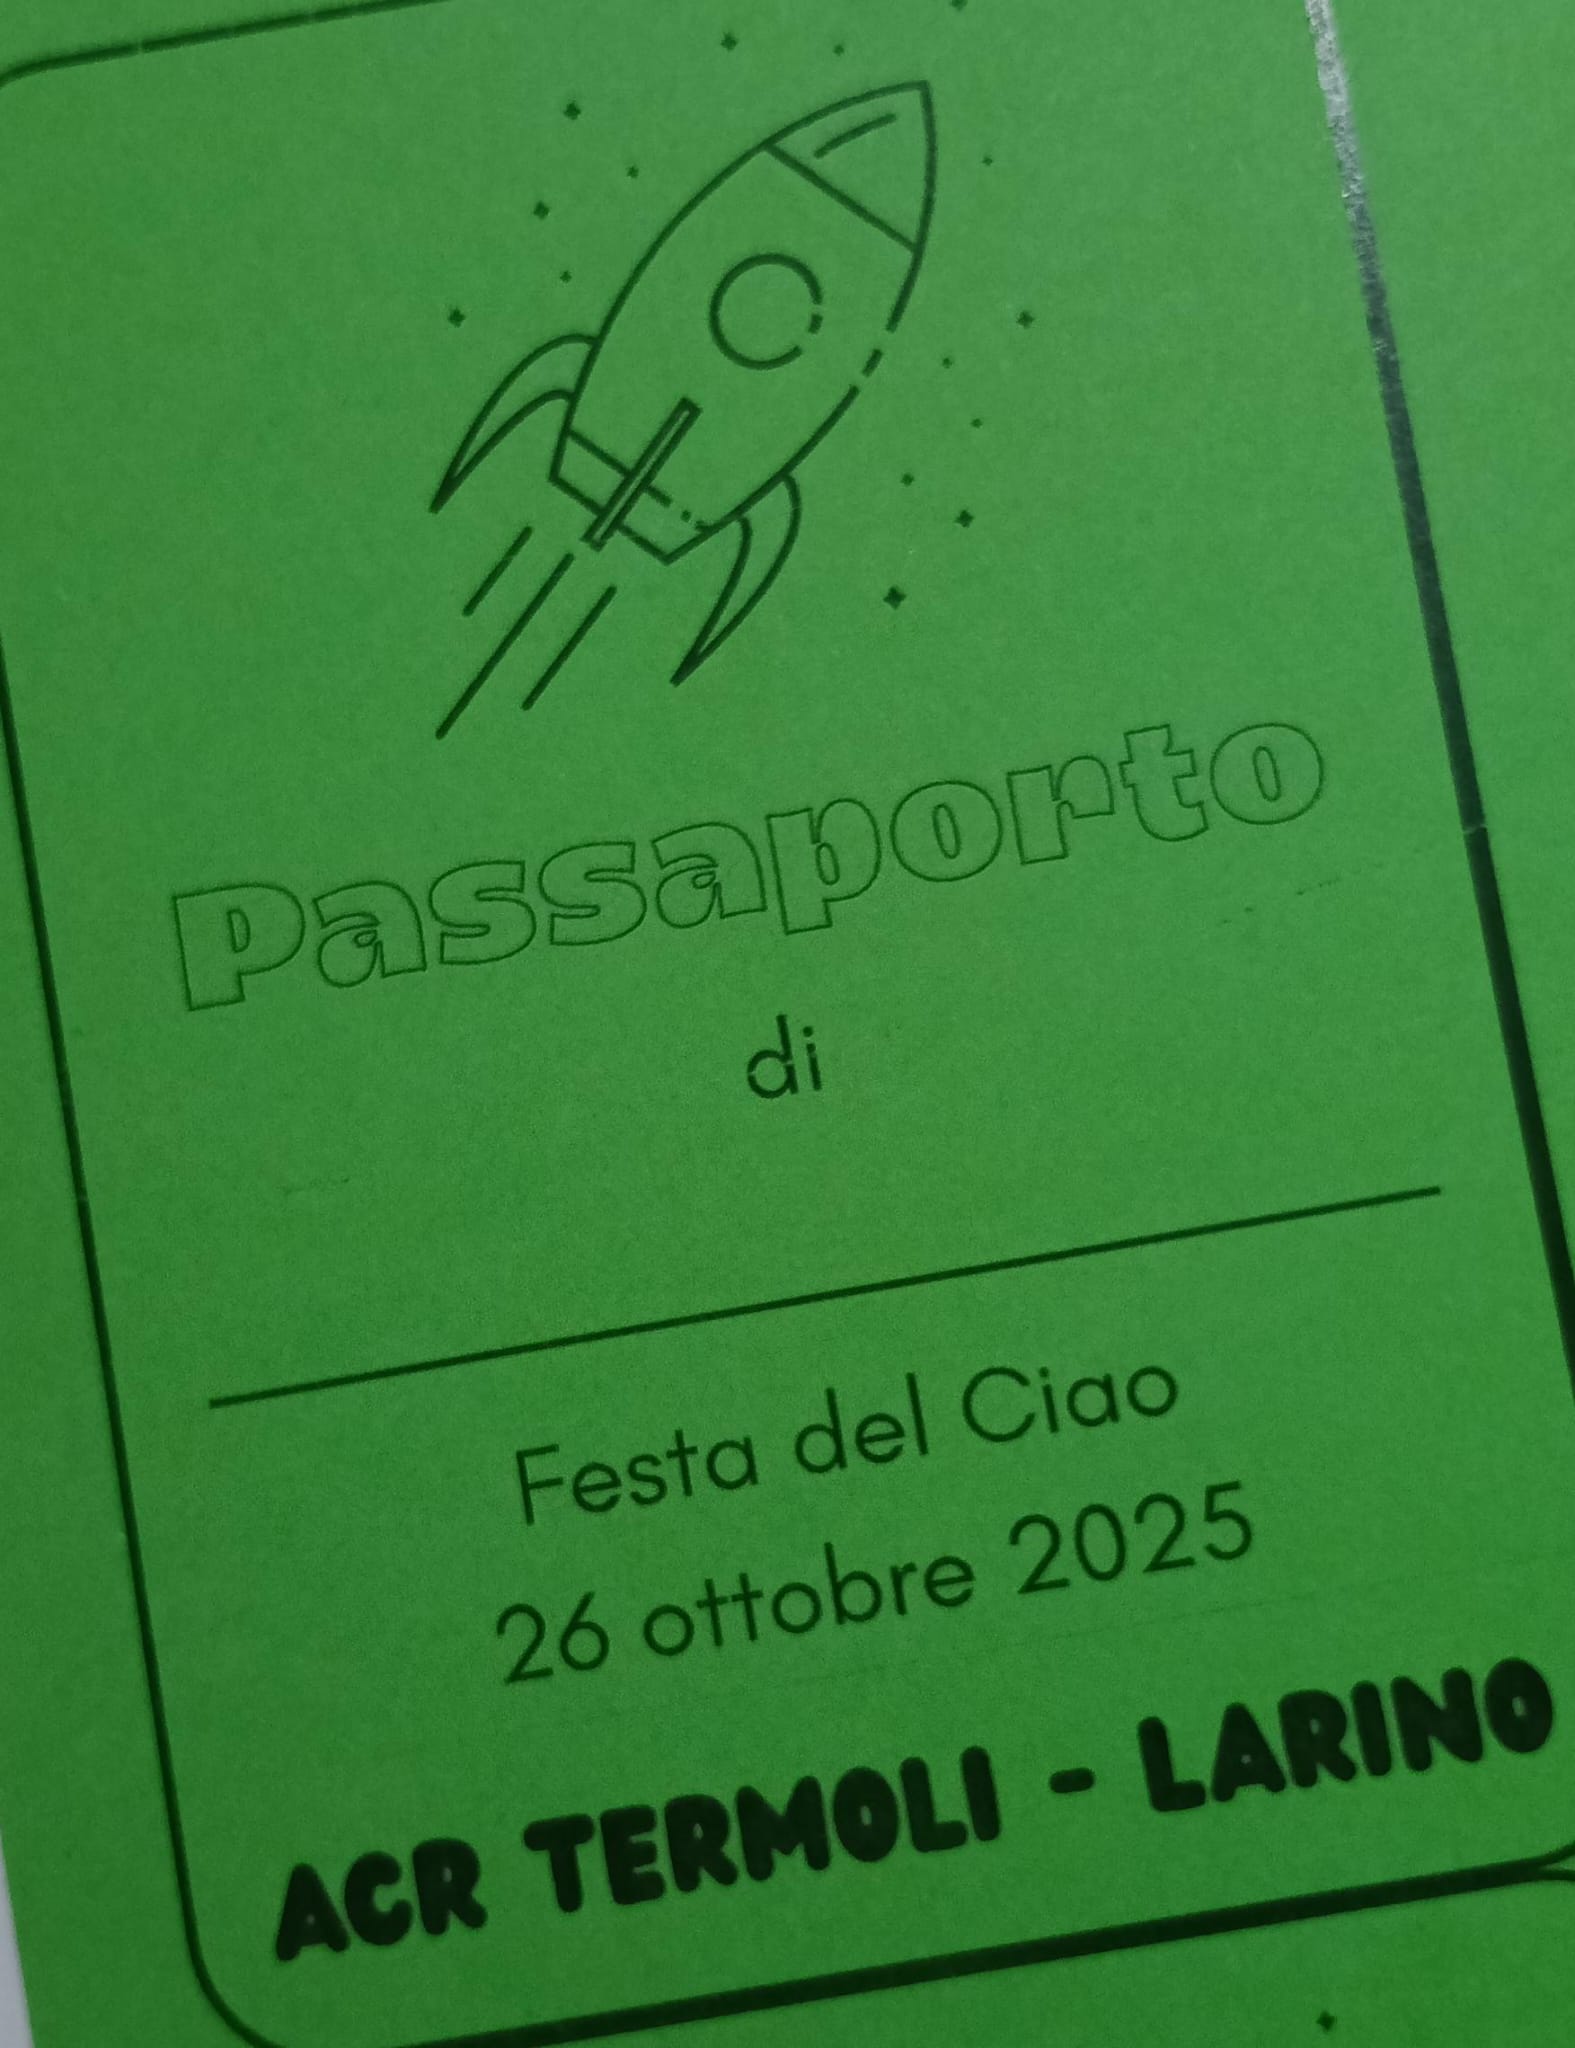 Passaporto
di
Festa del Ciao
26 ottobre 2025
ACR TERMOLI - LARINO